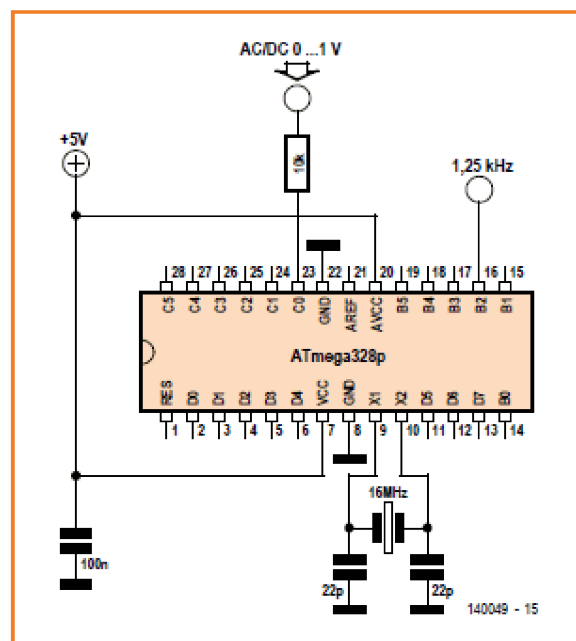 AC/DC 0 ...1 V
+5V
10k
1,25 kHz
28 27 26 25 24 23 22 21 20 19 18 17 16 15
C5 C4 C3 C2 C1 C0 GND AREF AVCC B5 B4 B3 B2 B1
ATmega328p
RES D0 D1 D2 D3 D4 VCC GND X1 X2 D5 D6 D7 B0
1 2 3 4 5 6 7 8 9 10 11 12 13 14
16MHz
100n
22p
22p
140049 - 15